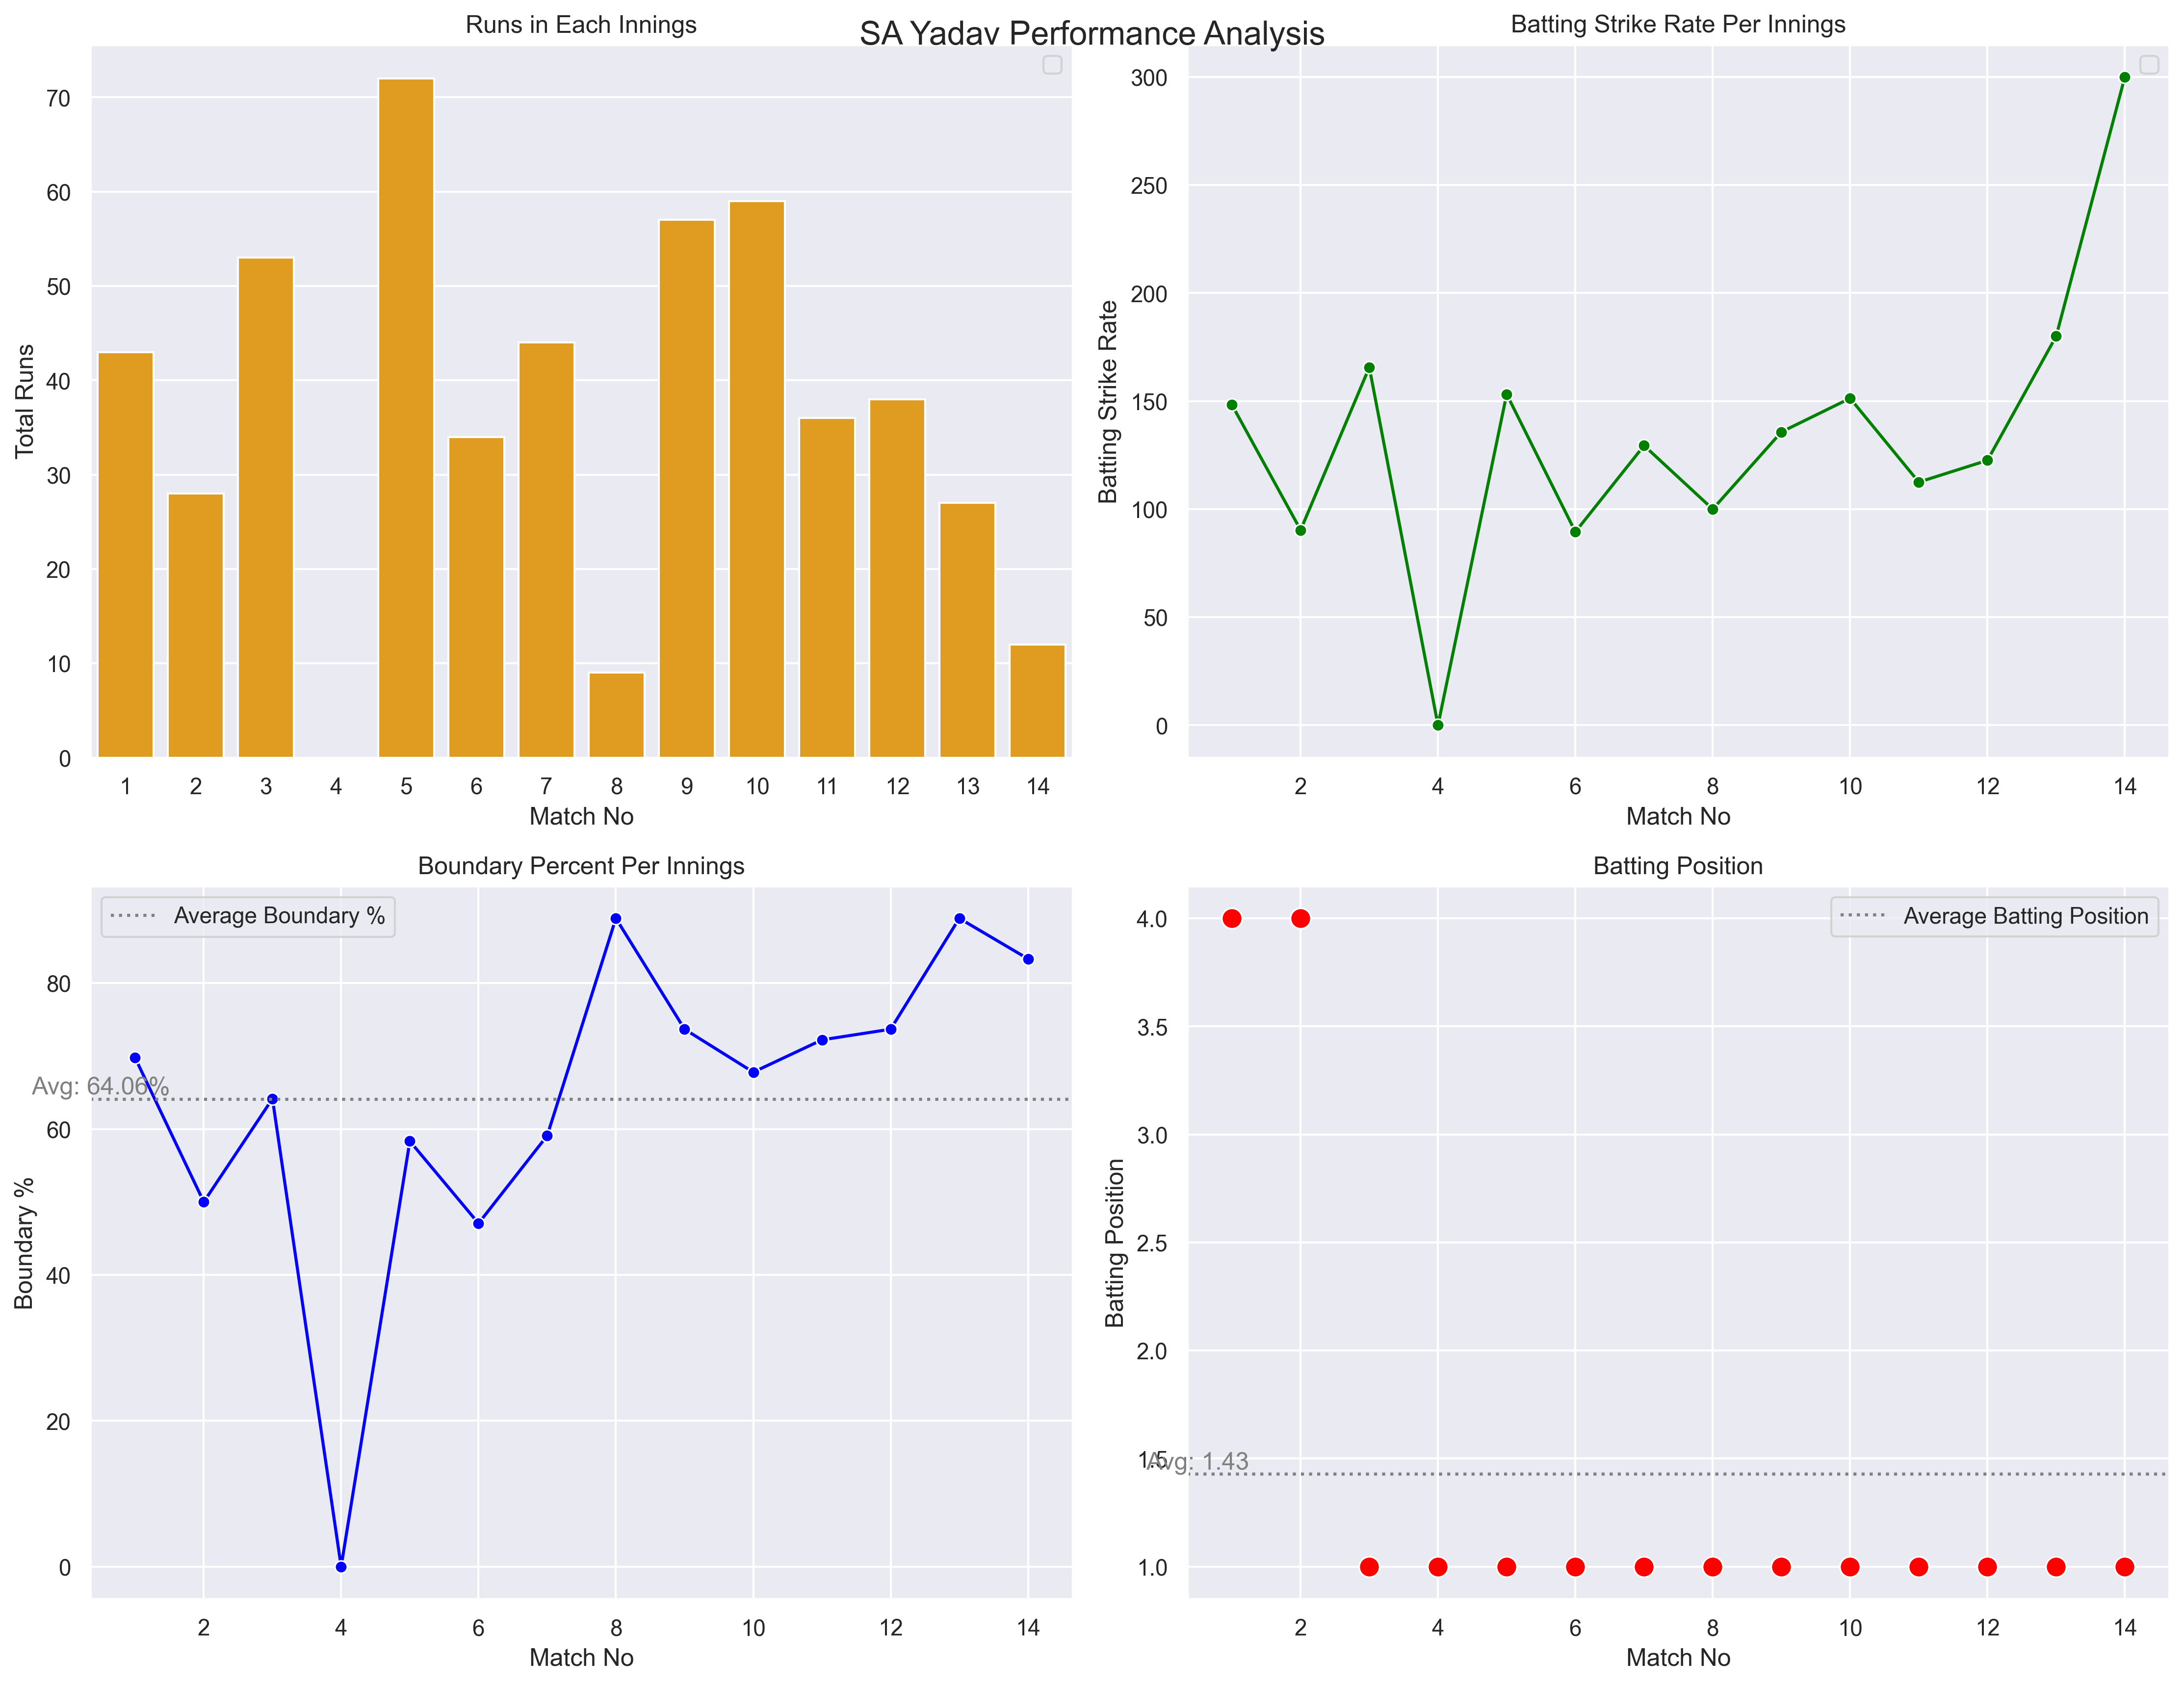 SA Yadav Performance Analysis
Runs in Each Innings
Total Runs
70
60
50
40
30
20
10
0
1 2 3 4 5 6 7 8 9 10 11 12 13 14
Match No
Batting Strike Rate Per Innings
Batting Strike Rate
300
250
200
150
100
50
0
2 4 6 8 10 12 14
Match No
Boundary Percent Per Innings
Average Boundary %
Boundary %
80
Avg: 64.06%
60
40
20
0
2 4 6 8 10 12 14
Match No
Batting Position
Average Batting Position
Batting Position
4.0
3.5
3.0
2.5
2.0
1.5
Avg: 1.43
1.0
2 4 6 8 10 12 14
Match No